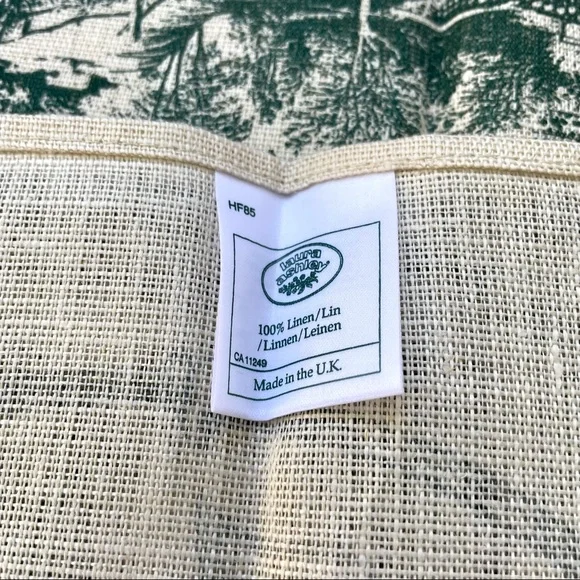 HF85
laura
ashley
100% Linen/Lin
/Linnen/Leinen
CA 11249
Made in the U.K.